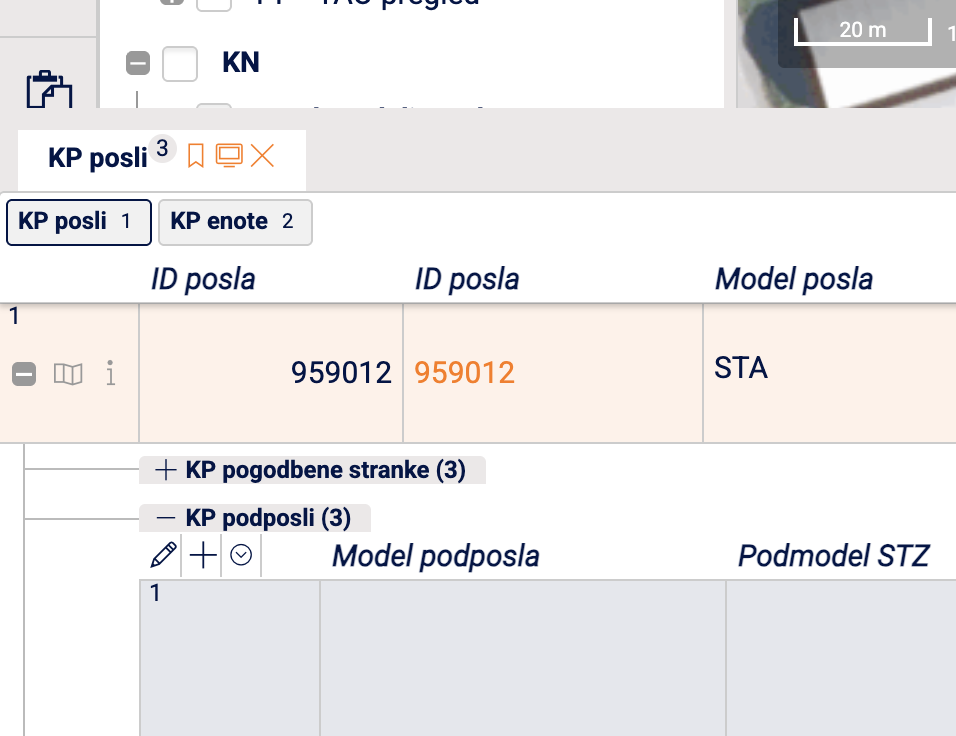 20 m
KN
KP posli 3
KP posli 1 KP enote 2
ID posla ID posla Model posla
1
959012 959012 STA
KP pogodbene stranke (3)
KP podposli (3)
Model podposla Podmodel STZ
1